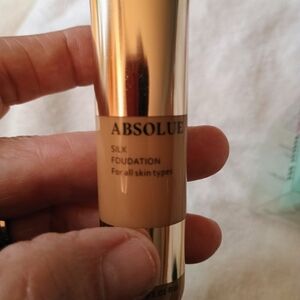 ABSOLUE
SILK
FOUDATION
For all skin types